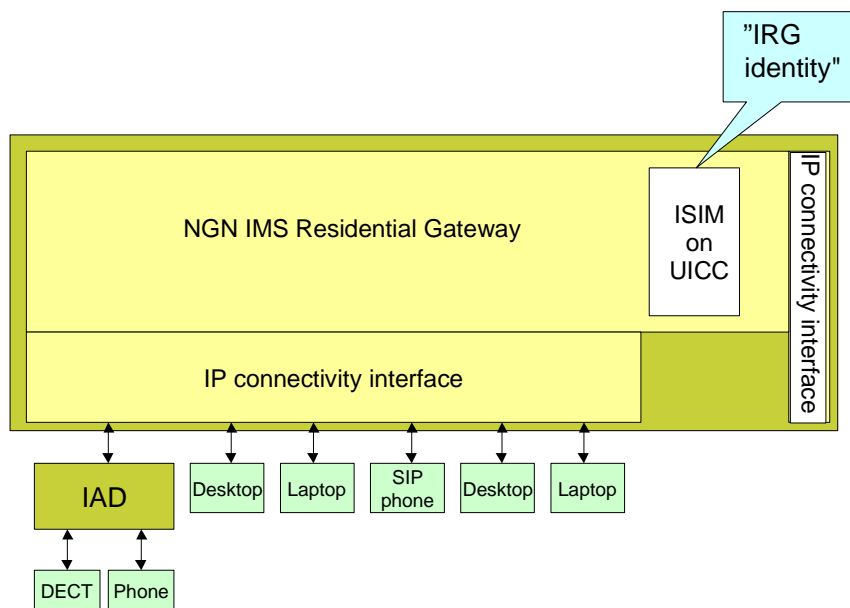 ”IRG
identity"
NGN IMS Residential Gateway
ISIM
on
UICC
IP connectivity interface
IP connectivity interface
IAD
Desktop
Laptop
SIP
phone
Desktop
Laptop
DECT
Phone